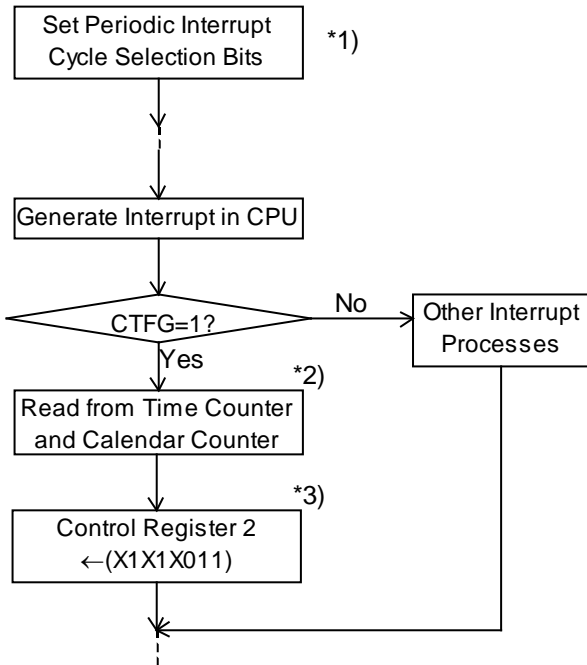 Set Periodic Interrupt
Cycle Selection Bits
*1)
Generate Interrupt in CPU
CTFG=1?
No
Other Interrupt
Processes
Yes
*2)
Read from Time Counter
and Calendar Counter
*3)
Control Register 2
←(X1X1X011)